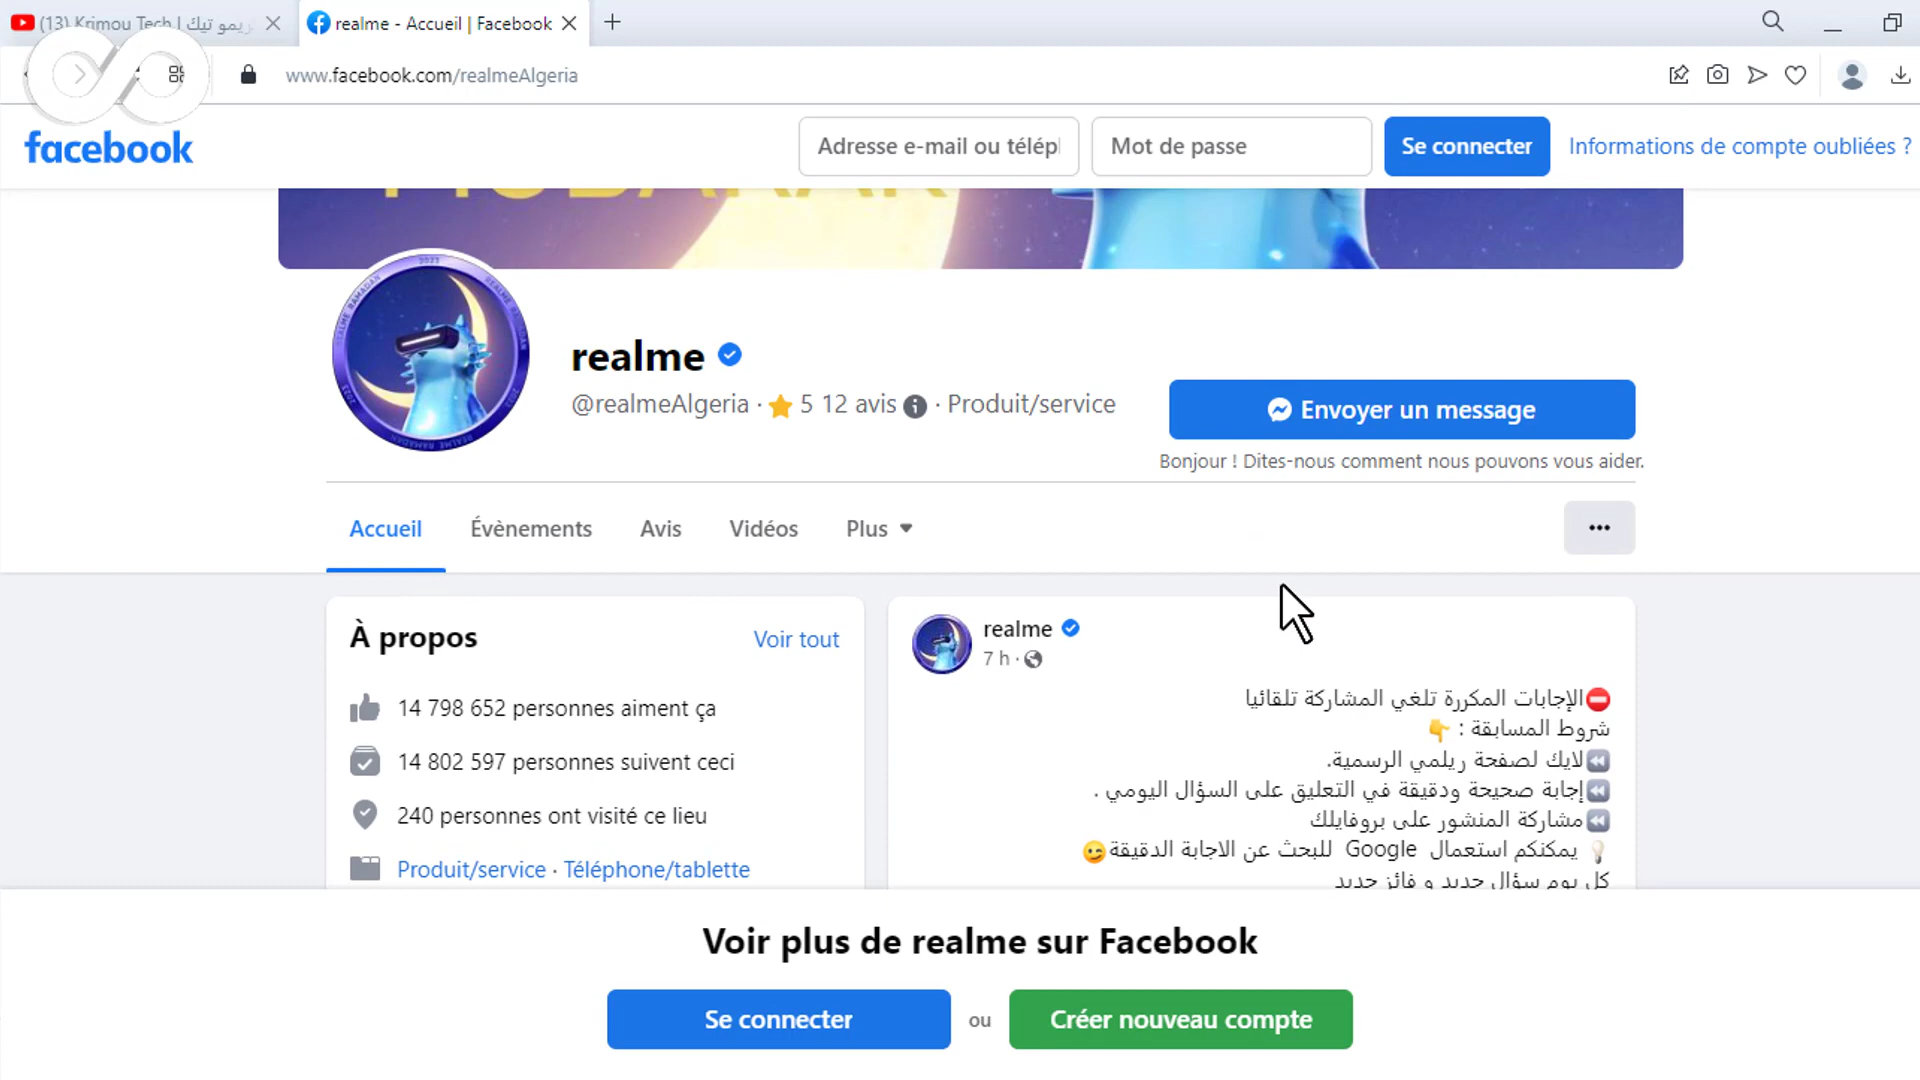 (13) Krimou Tech | كريمو تيك
realme - Accueil | Facebook
www.facebook.com/realmeAlgeria
facebook
Adresse e-mail ou télép
Mot de passe
Se connecter
Informations de compte oubliées ?
MUBARAK
realme
@realmeAlgeria · 5 12 avis · Produit/service
Envoyer un message
Bonjour ! Dites-nous comment nous pouvons vous aider.
Accueil
Évènements
Avis
Vidéos
Plus
À propos
Voir tout
14 798 652 personnes aiment ça
14 802 597 personnes suivent ceci
240 personnes ont visité ce lieu
Produit/service · Téléphone/tablette
realme
7 h ·
⛔الإجابات المكررة تلغي المشاركة تلقائيا
شروط المسابقة : 👇
⏪لايك لصفحة ريلمي الرسمية.
⏪إجابة صحيحة ودقيقة في التعليق على السؤال اليومي .
⏪مشاركة المنشور على بروفايلك
💡 يمكنكم استعمال Google للبحث عن الاجابة الدقيقة😉
كل يوم سؤال جديد و فائز جديد
Voir plus de realme sur Facebook
Se connecter
ou
Créer nouveau compte